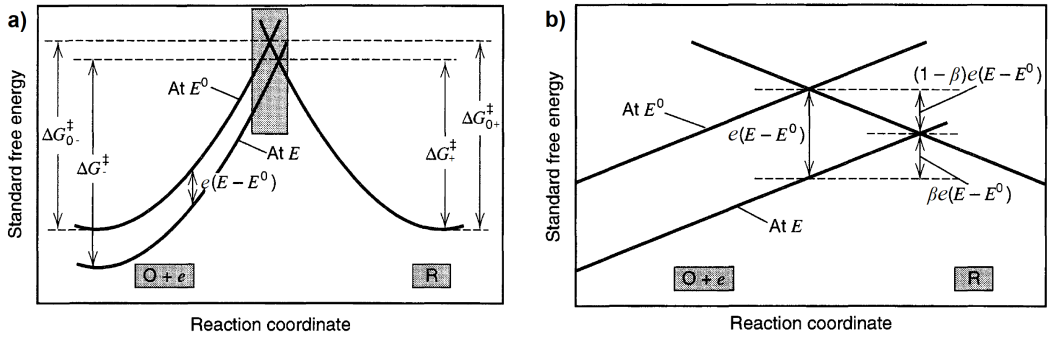 a)
Standard free energy
ΔG‡0-
ΔG‡-
At E⁰
At E
e(E − E⁰)
ΔG‡+
ΔG‡0+
O + e
R
Reaction coordinate
b)
Standard free energy
At E⁰
At E
e(E − E⁰)
(1 − β)e(E − E⁰)
βe(E − E⁰)
O + e
R
Reaction coordinate